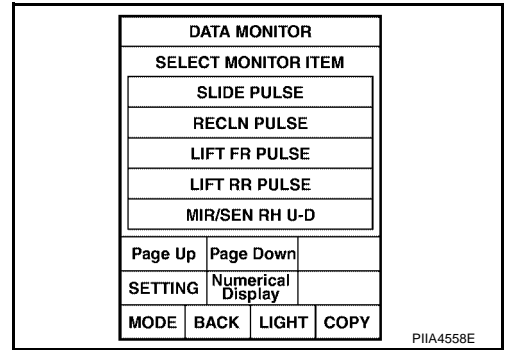 DATA MONITOR
SELECT MONITOR ITEM
SLIDE PULSE
RECLN PULSE
LIFT FR PULSE
LIFT RR PULSE
MIR/SEN RH U-D
Page Up Page Down
SETTING Numerical Display
MODE BACK LIGHT COPY
PIIA4558E